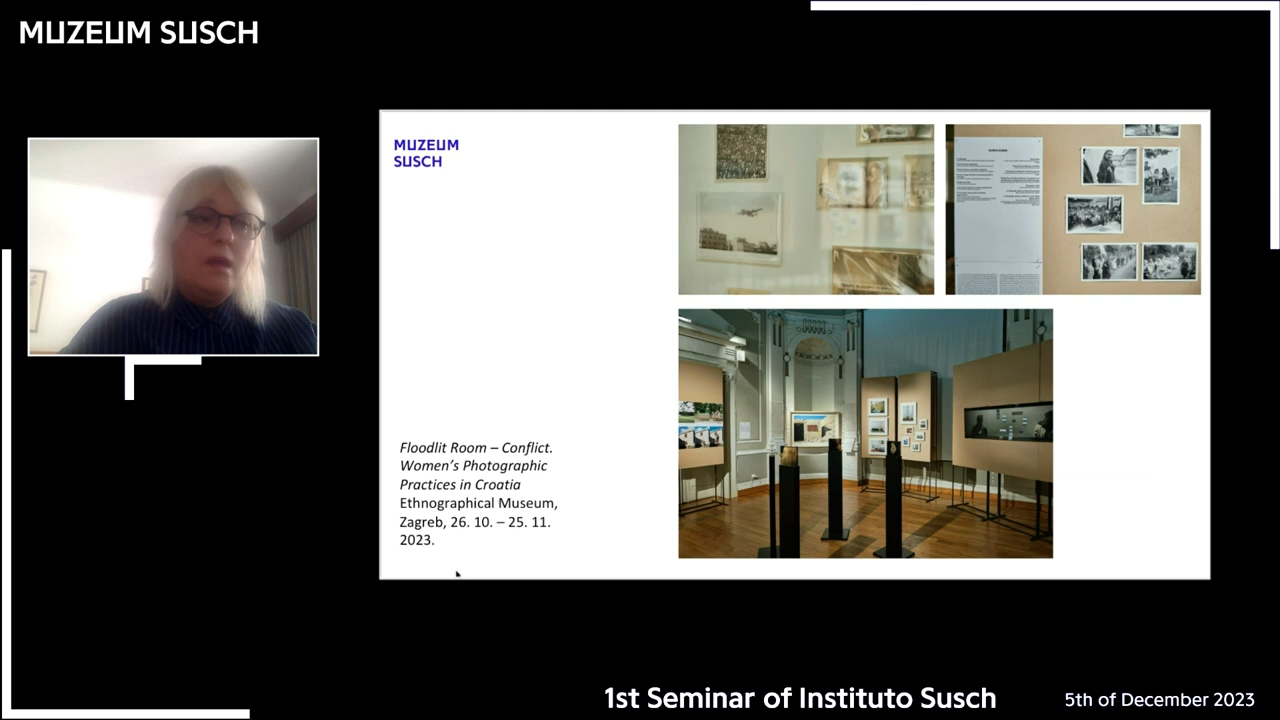 MUZEUM SUSCH
MUZEUM
SUSCH
Floodlit Room – Conflict.
Women's Photographic
Practices in Croatia
Ethnographical Museum,
Zagreb, 26. 10. – 25. 11.
2023.
1st Seminar of Instituto Susch
5th of December 2023